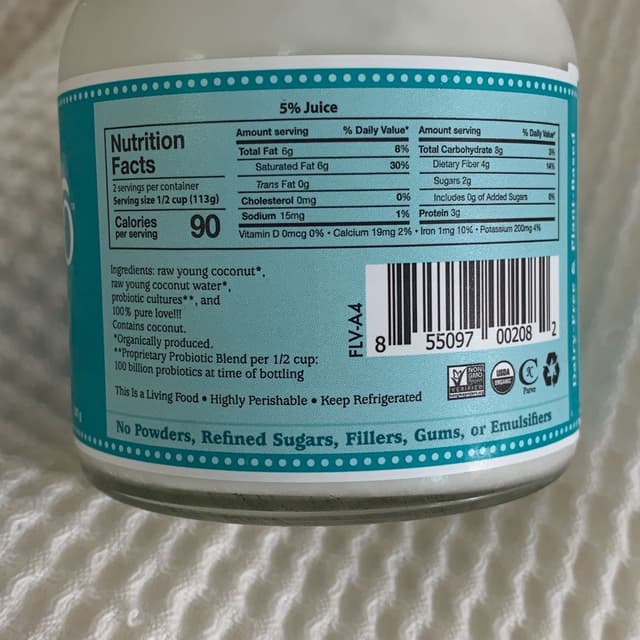 5% Juice
Nutrition
Facts
2 servings per container
Serving size 1/2 cup (113g)
Calories
per serving
90
Amount serving % Daily Value*
Total Fat 6g 8%
Saturated Fat 6g 30%
Trans Fat 0g
Cholesterol 0mg 0%
Sodium 15mg 1%
Amount serving % Daily Value*
Total Carbohydrate 8g 3%
Dietary Fiber 4g 14%
Sugars 2g
Includes 0g of Added Sugars 0%
Protein 3g
Vitamin D 0mcg 0% • Calcium 19mg 2% • Iron 1mg 10% • Potassium 200mg 4%
Ingredients: raw young coconut*,
raw young coconut water*,
probiotic cultures**, and
100% pure love!!!
Contains coconut.
*Organically produced.
**Proprietary Probiotic Blend per 1/2 cup:
100 billion probiotics at time of bottling
This Is a Living Food • Highly Perishable • Keep Refrigerated
FLV-A4
8 55097 00208 2
NON
GMO
USDA
ORGANIC
K
Parve
No Powders, Refined Sugars, Fillers, Gums, or Emulsifiers
Dairy-Free & Plant-Based